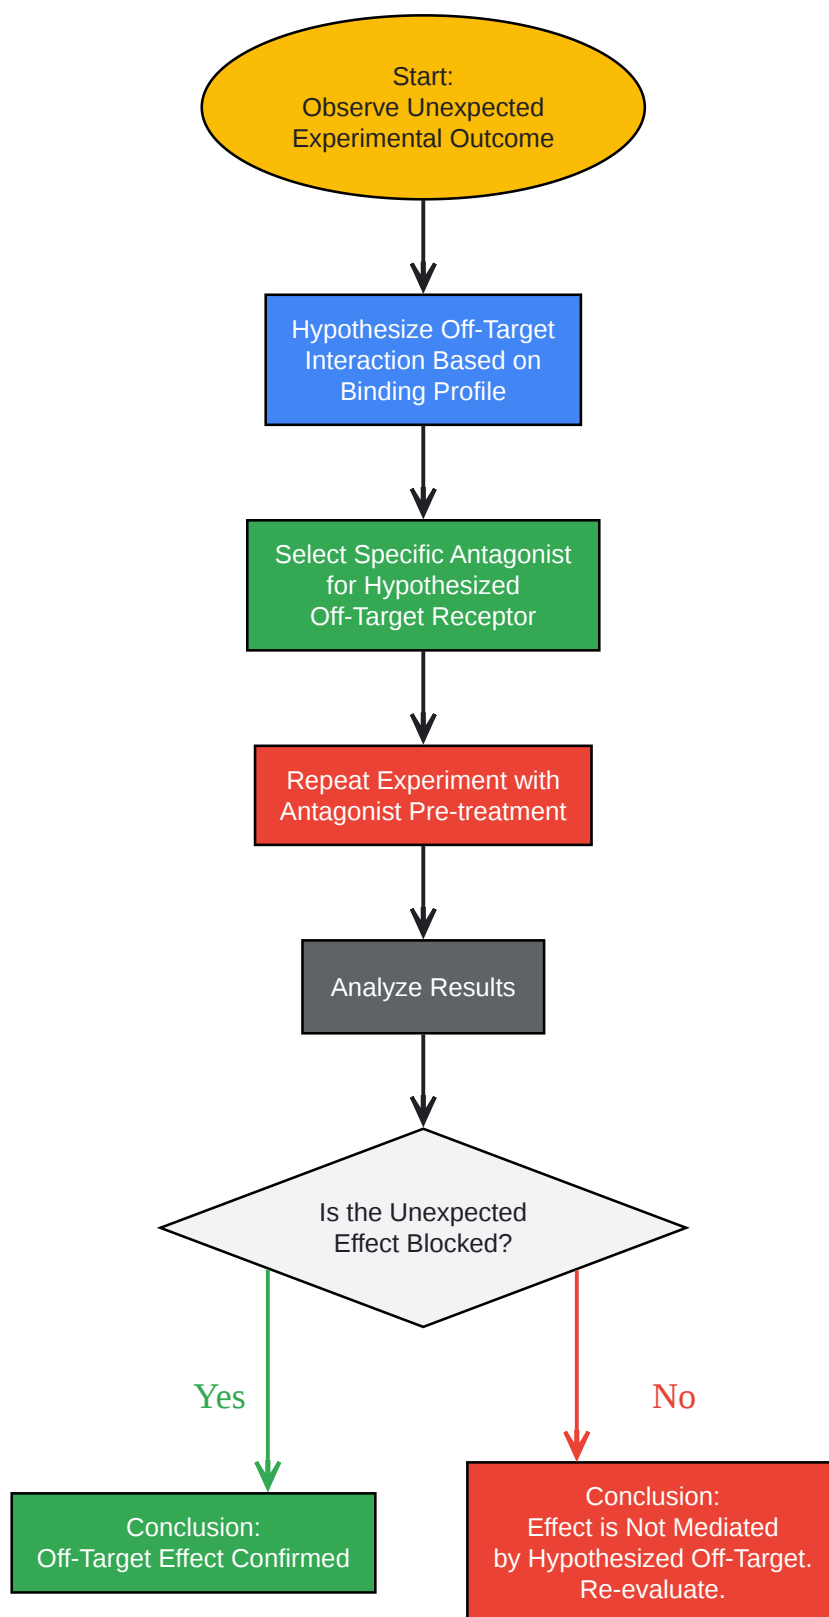 Start:
Observe Unexpected
Experimental Outcome
Hypothesize Off-Target
Interaction Based on
Binding Profile
Select Specific Antagonist
for Hypothesized
Off-Target Receptor
Repeat Experiment with
Antagonist Pre-treatment
Analyze Results
Is the Unexpected
Effect Blocked?
Yes
No
Conclusion:
Off-Target Effect Confirmed
Conclusion:
Effect is Not Mediated
by Hypothesized Off-Target.
Re-evaluate.